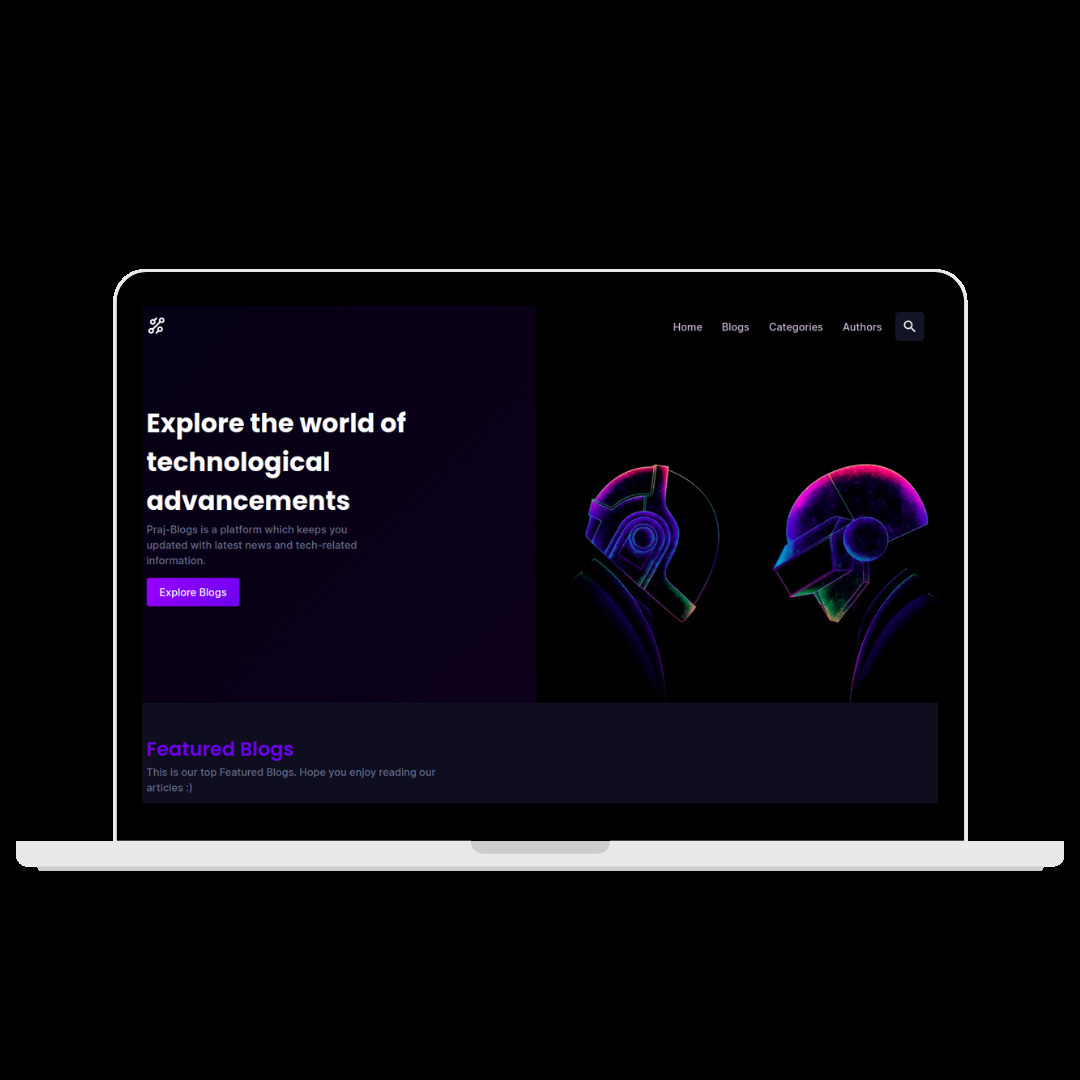 Home Blogs Categories Authors
Explore the world of
technological
advancements
Praj-Blogs is a platform which keeps you
updated with latest news and tech-related
information.
Explore Blogs
Featured Blogs
This is our top Featured Blogs. Hope you enjoy reading our
articles :)